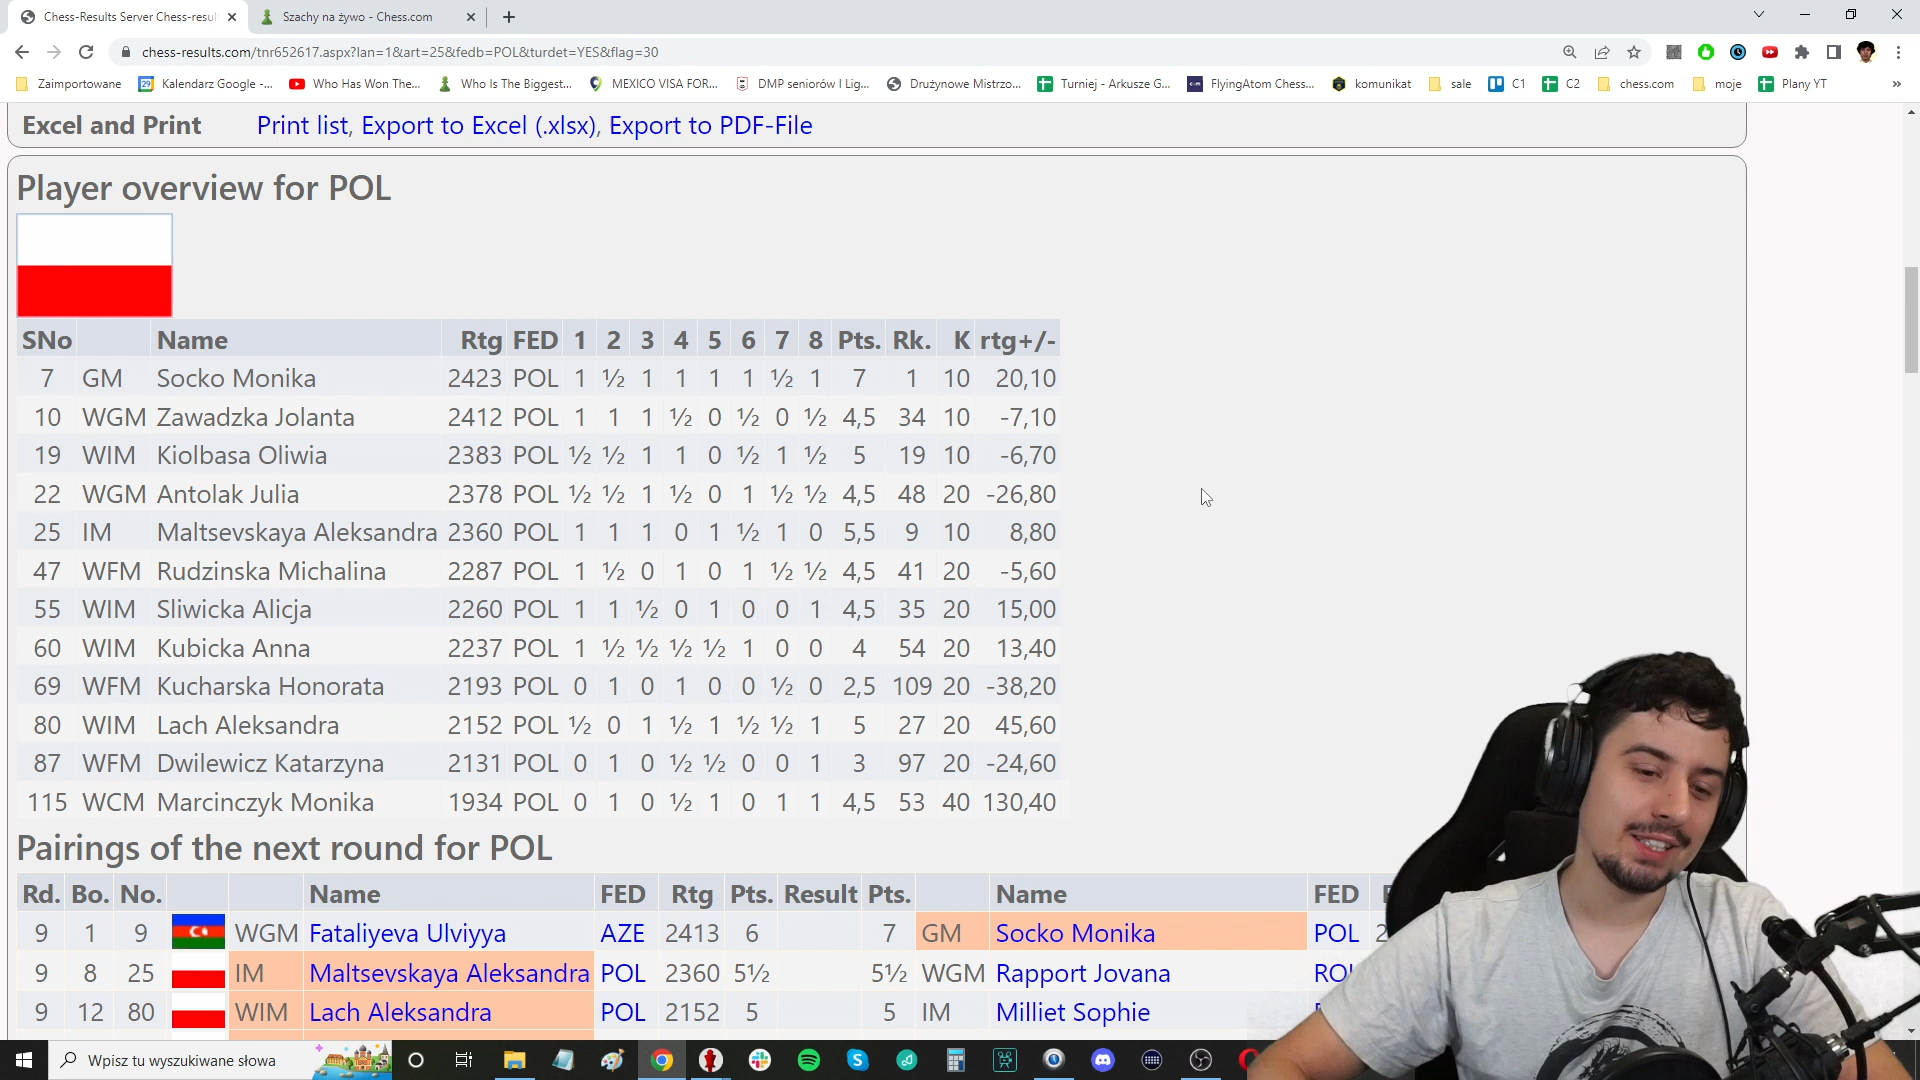 Chess-Results Server Chess-resul
Szachy na żywo - Chess.com
chess-results.com/tnr652617.aspx?lan=1&art=25&fedb=POL&turdet=YES&flag=30
Zaimportowane
Kalendarz Google -...
Who Has Won The...
Who Is The Biggest...
MEXICO VISA FOR...
DMP seniorów I Lig...
Drużynowe Mistrzo...
Turniej - Arkusze G...
FlyingAtom Chess...
komunikat
sale
C1
C2
chess.com
moje
Plany YT
»
Excel and Print Print list, Export to Excel (.xlsx), Export to PDF-File
Player overview for POL
SNo Name Rtg FED 1 2 3 4 5 6 7 8 Pts. Rk. K rtg+/-
7 GM Socko Monika 2423 POL 1 ½ 1 1 1 1 ½ 1 7 1 10 20,10
10 WGM Zawadzka Jolanta 2412 POL 1 1 1 ½ 0 ½ 0 ½ 4,5 34 10 -7,10
19 WIM Kiolbasa Oliwia 2383 POL ½ ½ 1 1 0 ½ 1 ½ 5 19 10 -6,70
22 WGM Antolak Julia 2378 POL ½ ½ 1 ½ 0 1 ½ ½ 4,5 48 20 -26,80
25 IM Maltsevskaya Aleksandra 2360 POL 1 1 1 0 1 ½ 1 0 5,5 9 10 8,80
47 WFM Rudzinska Michalina 2287 POL 1 ½ 0 1 0 1 ½ ½ 4,5 41 20 -5,60
55 WIM Sliwicka Alicja 2260 POL 1 1 ½ 0 1 0 0 1 4,5 35 20 15,00
60 WIM Kubicka Anna 2237 POL 1 ½ ½ ½ ½ 1 0 0 4 54 20 13,40
69 WFM Kucharska Honorata 2193 POL 0 1 0 1 0 0 ½ 0 2,5 109 20 -38,20
80 WIM Lach Aleksandra 2152 POL ½ 0 1 ½ 1 ½ ½ 1 5 27 20 45,60
87 WFM Dwilewicz Katarzyna 2131 POL 0 1 0 ½ ½ 0 0 1 3 97 20 -24,60
115 WCM Marcinczyk Monika 1934 POL 0 1 0 ½ 1 0 1 1 4,5 53 40 130,40
Pairings of the next round for POL
Rd. Bo. No. Name FED Rtg Pts. Result Pts. Name FED
9 1 9 WGM Fataliyeva Ulviyya AZE 2413 6 7 GM Socko Monika POL 2
9 8 25 IM Maltsevskaya Aleksandra POL 2360 5½ 5½ WGM Rapport Jovana
9 12 80 WIM Lach Aleksandra POL 2152 5 5 IM Milliet Sophie
Wpisz tu wyszukiwane słowa